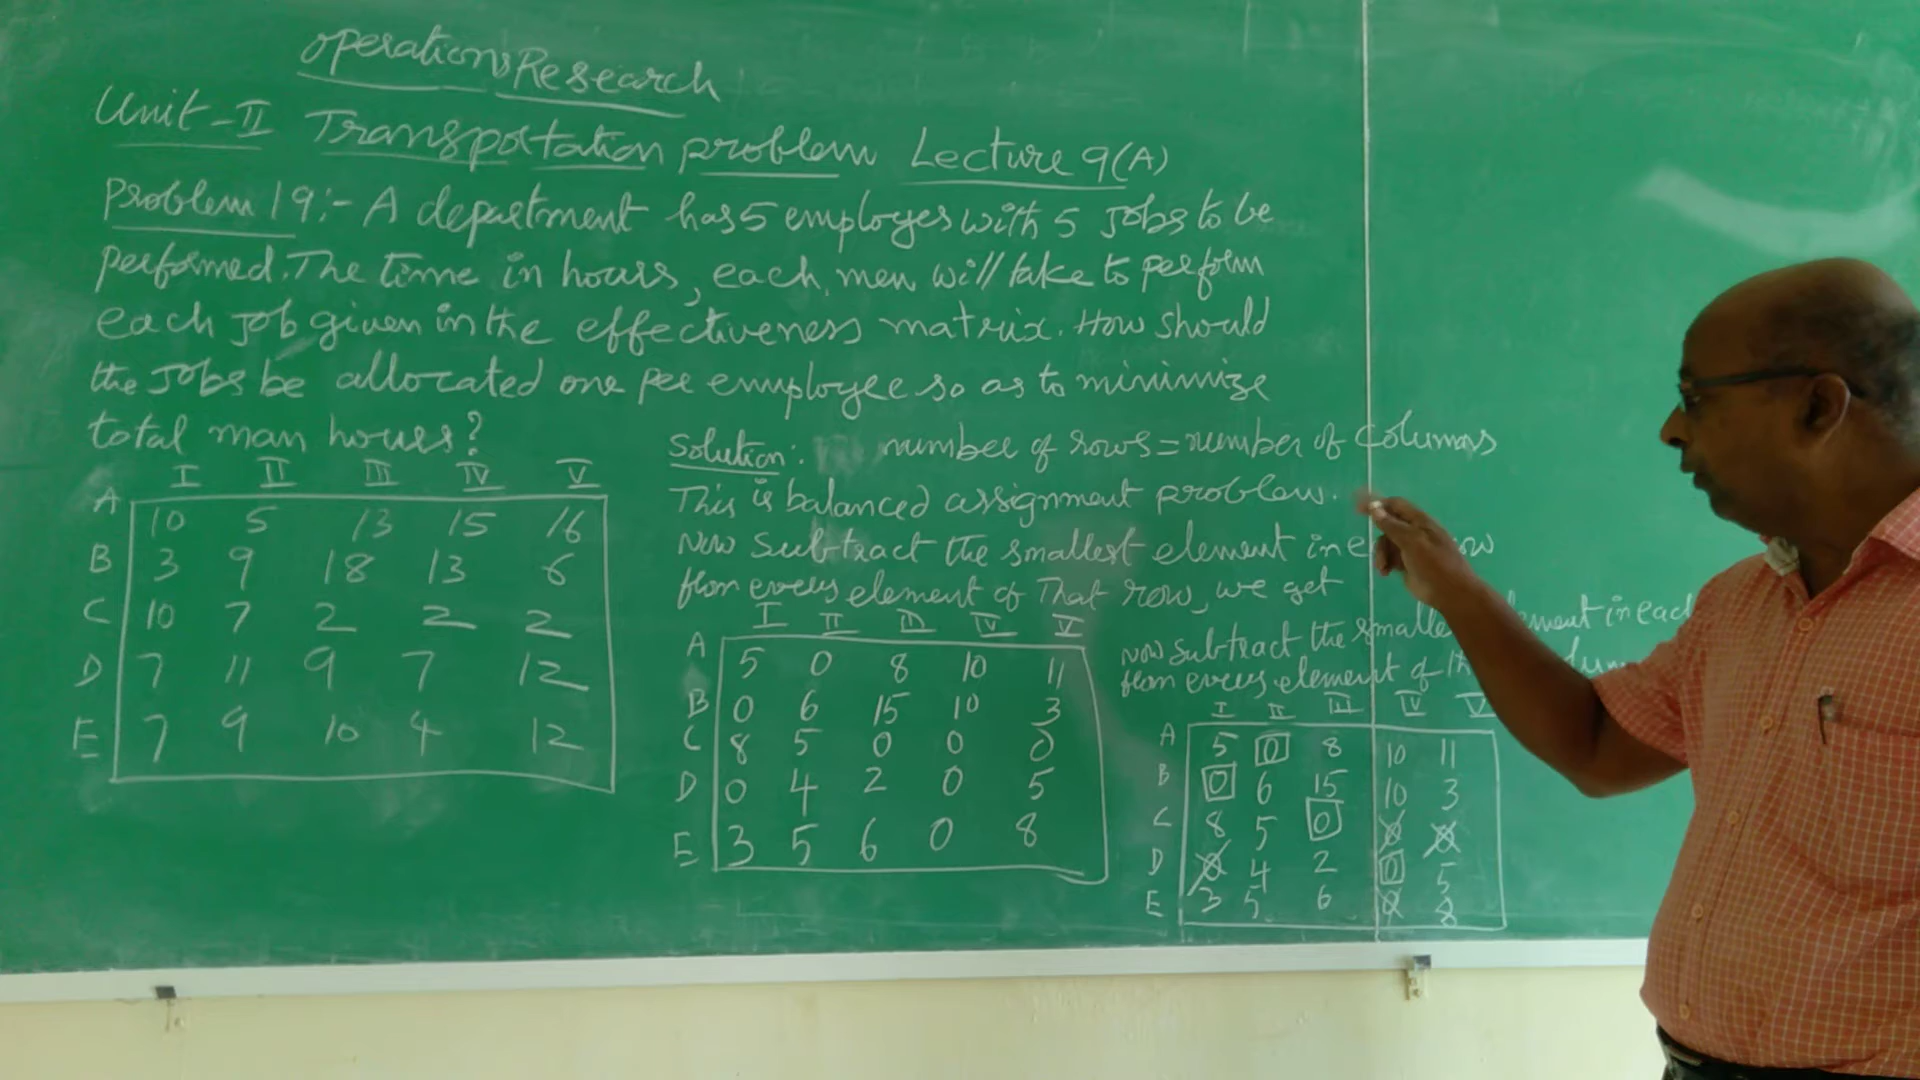 OperationsResearch
Unit-II Transportation problem Lecture 9(A)
Problem 19:- A department has 5 employes with 5 Jobs to be
performed. The time in hours, each men will take to perform
each Job given in the effectiveness matrix. How should
the Jobs be allocated one per employee so as to minimize
total man hours?
I II III IV V
A 10 5 13 15 16
B 3 9 18 13 6
C 10 7 2 2 2
D 7 11 9 7 12
E 7 9 10 4 12
Solution: number of rows = number of columns
This is balanced assignment problem.
Now Subtract the smallest element in row
from every element of That row, we get
I II III IV V
A 5 0 8 10 11
B 0 6 15 10 3
C 8 5 0 0 0
D 0 4 2 0 5
E 3 5 6 0 8
Now Subtract the in each
from every element of
I II III IV V
A 5 0 8 10 11
B 0 6 15 10 3
C 8 5 0 0 0
D 0 4 2 0 5
E 3 5 6 0 8